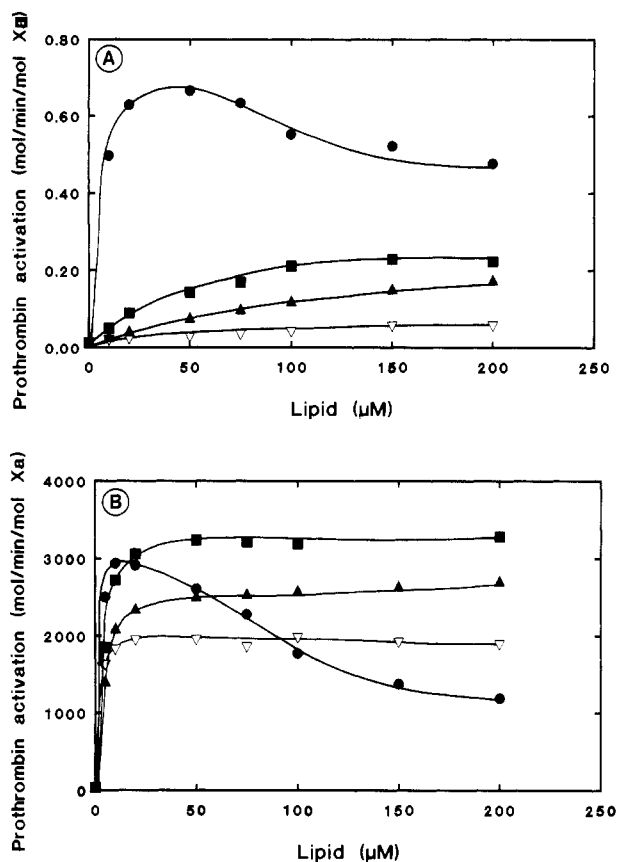 A
Prothrombin activation (mol/min/mol Xa)
0.80
0.60
0.40
0.20
0.00
0 50 100 150 200 250
Lipid (μM)
B
Prothrombin activation (mol/min/mol Xa)
4000
3000
2000
1000
0
0 50 100 150 200 250
Lipid (μM)